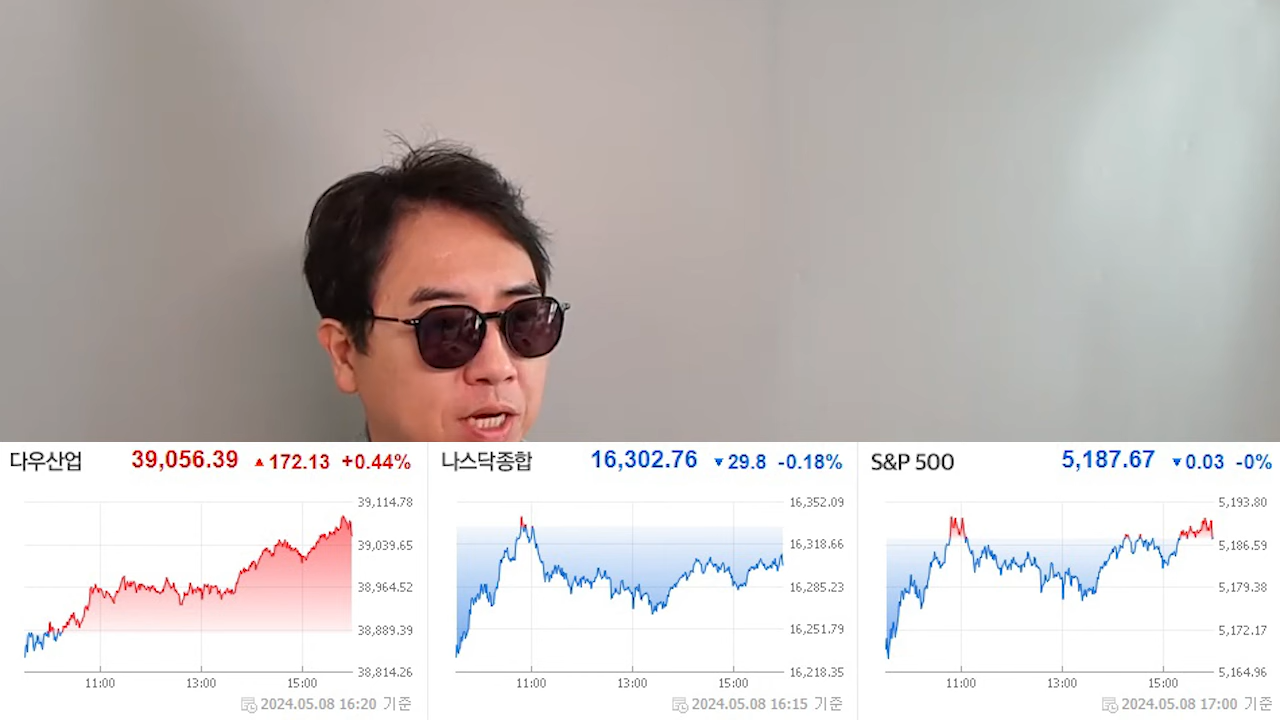 다우산업 39,056.39 ▲172.13 +0.44%
39,114.78
39,039.65
38,964.52
38,889.39
38,814.26
11:00 13:00 15:00
2024.05.08 16:20 기준
나스닥종합 16,302.76 ▼29.8 -0.18%
16,352.09
16,318.66
16,285.23
16,251.79
16,218.35
11:00 13:00 15:00
2024.05.08 16:15 기준
S&P 500 5,187.67 ▼0.03 -0%
5,193.80
5,186.59
5,179.38
5,172.17
5,164.96
11:00 13:00 15:00
2024.05.08 17:00 기준